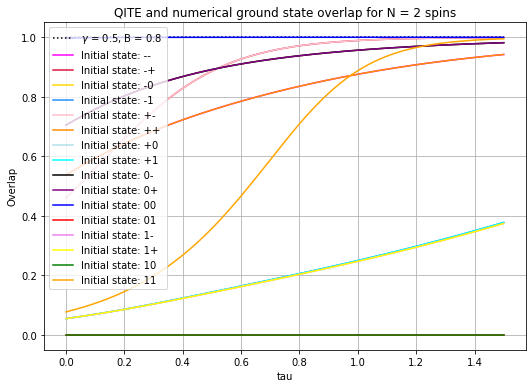 QITE and numerical ground state overlap for N = 2 spins
γ = 0.5, B = 0.8
Initial state: --
Initial state: -+
Initial state: -0
Initial state: -1
Initial state: +-
Initial state: ++
Initial state: +0
Initial state: +1
Initial state: 0-
Initial state: 0+
Initial state: 00
Initial state: 01
Initial state: 1-
Initial state: 1+
Initial state: 10
Initial state: 11
Overlap
1.0
0.8
0.6
0.4
0.2
0.0
0.0 0.2 0.4 0.6 0.8 1.0 1.2 1.4
tau